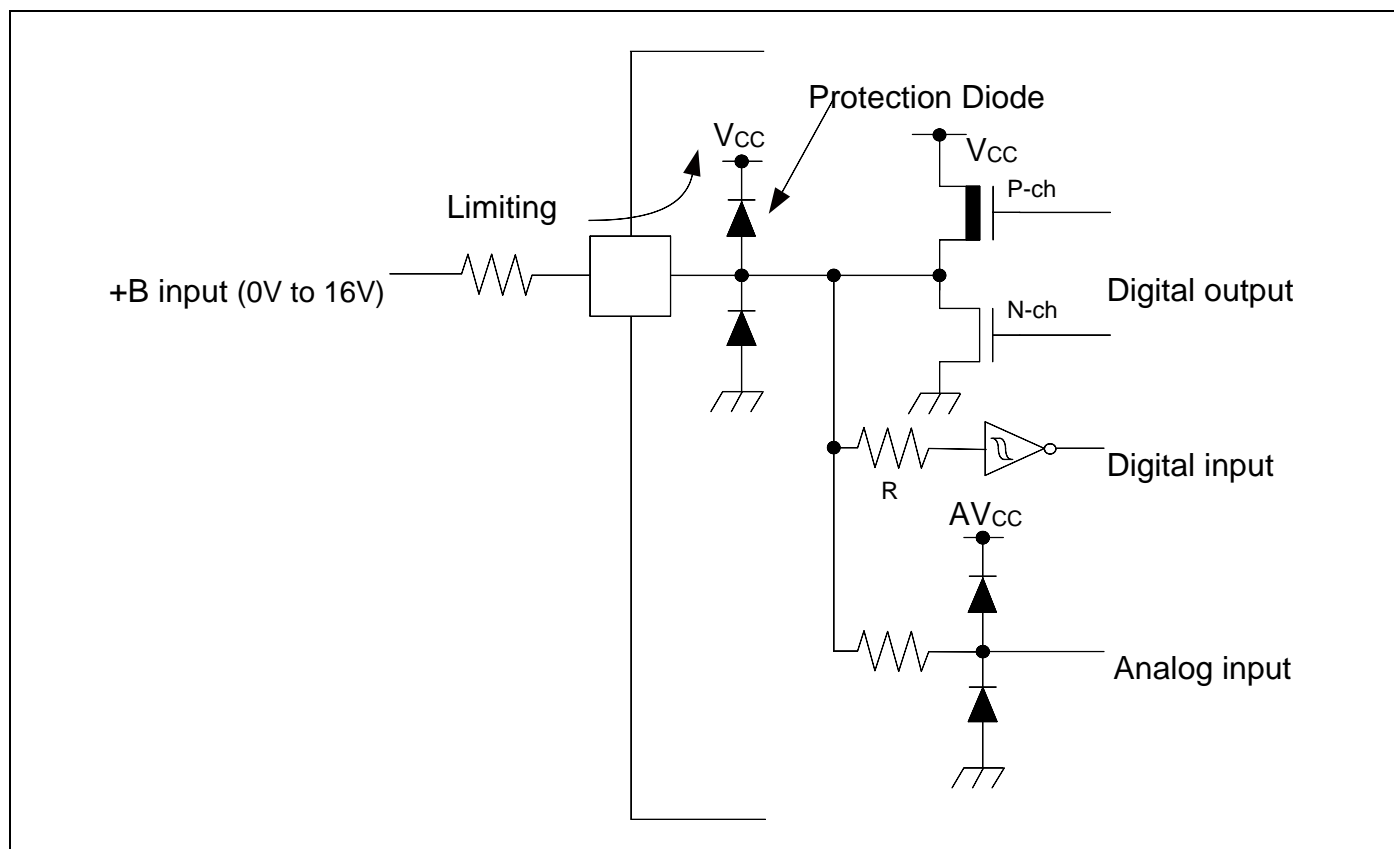 Protection Diode
VCC
VCC
P-ch
Limiting
+B input (0V to 16V)
Digital output
N-ch
Digital input
R
AVCC
Analog input